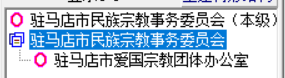 驻马店市民族宗教事务委员会（本级）
驻马店市民族宗教事务委员会
驻马店市爱国宗教团体办公室